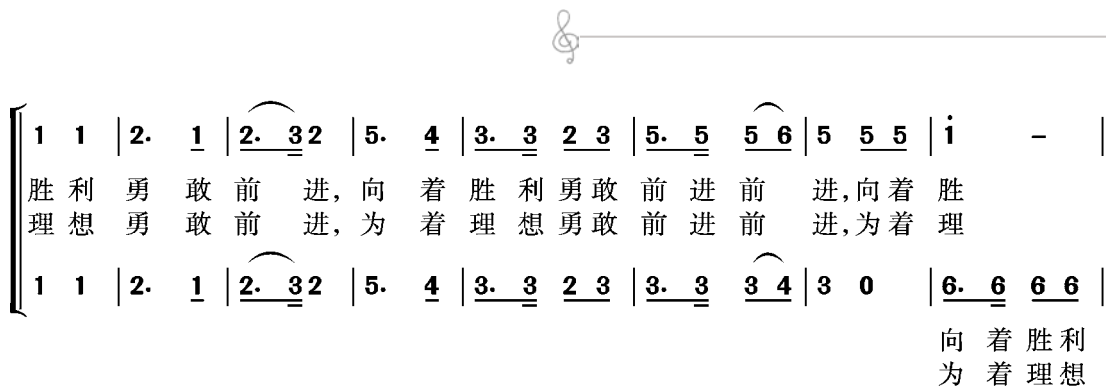 1 1 | 2. 1 | 2. 3 2 | 5. 4 | 3. 3 2 3 | 5. 5 5 6 | 5 5 5 | i – |
胜 利 勇 敢 前 进, 向 着 胜 利 勇 敢 前 进 前 进, 向 着 胜
理 想 勇 敢 前 进, 为 着 理 想 勇 敢 前 进 前 进, 为 着 理
1 1 | 2. 1 | 2. 3 2 | 5. 4 | 3. 3 2 3 | 3. 3 3 4 | 3 0 | 6. 6 6 6 |
向 着 胜 利
为 着 理 想